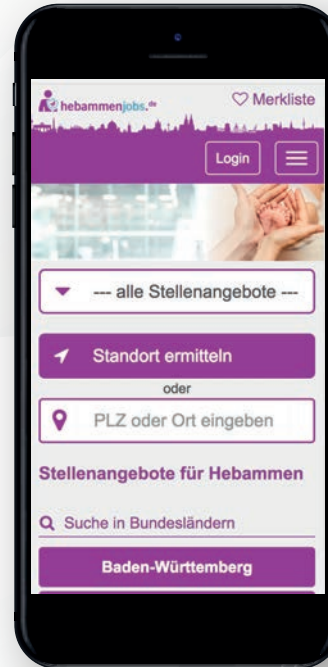 hebammenjobs.de
Merkliste
Login
--- alle Stellenangebote ---
Standort ermitteln
oder
PLZ oder Ort eingeben
Stellenangebote für Hebammen
Suche in Bundesländern
Baden-Württemberg